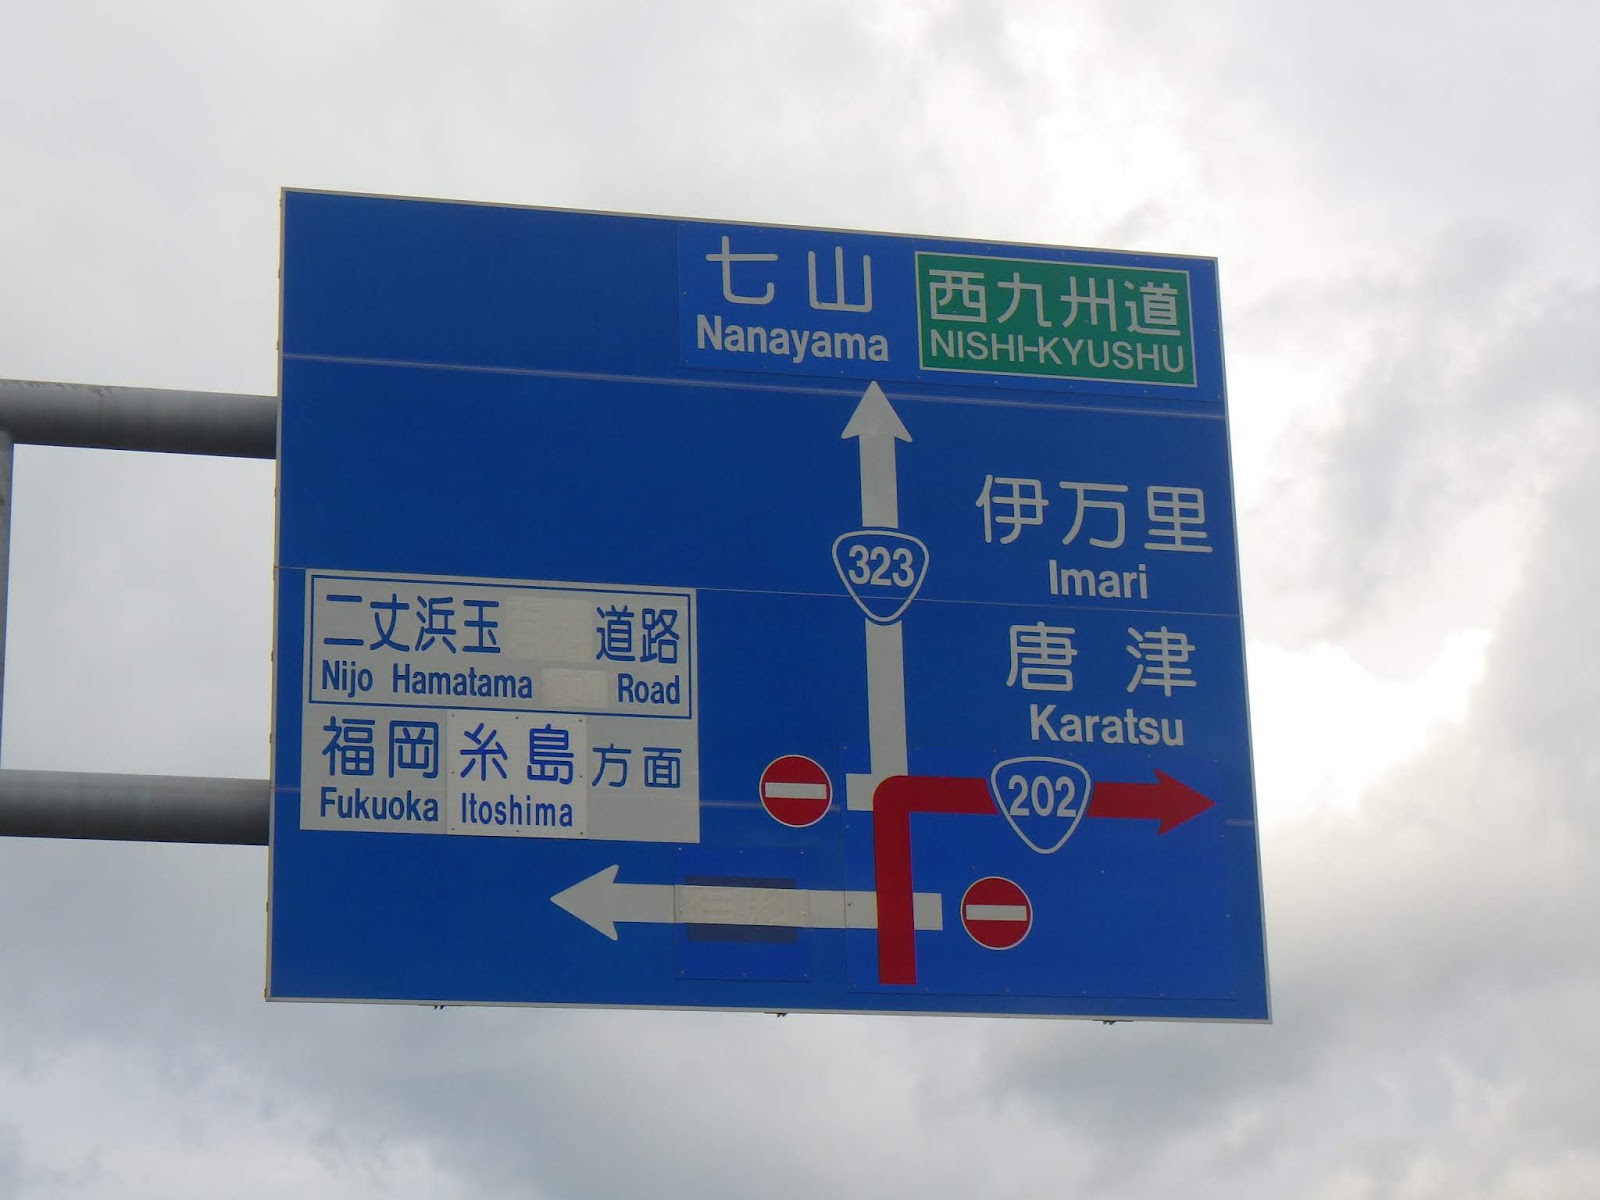 七山
Nanayama
西九州道
NISHI-KYUSHU
323
伊万里
Imari
唐津
Karatsu
202
二丈浜玉 道路
Nijo Hamatama Road
福岡 糸島 方面
Fukuoka Itoshima